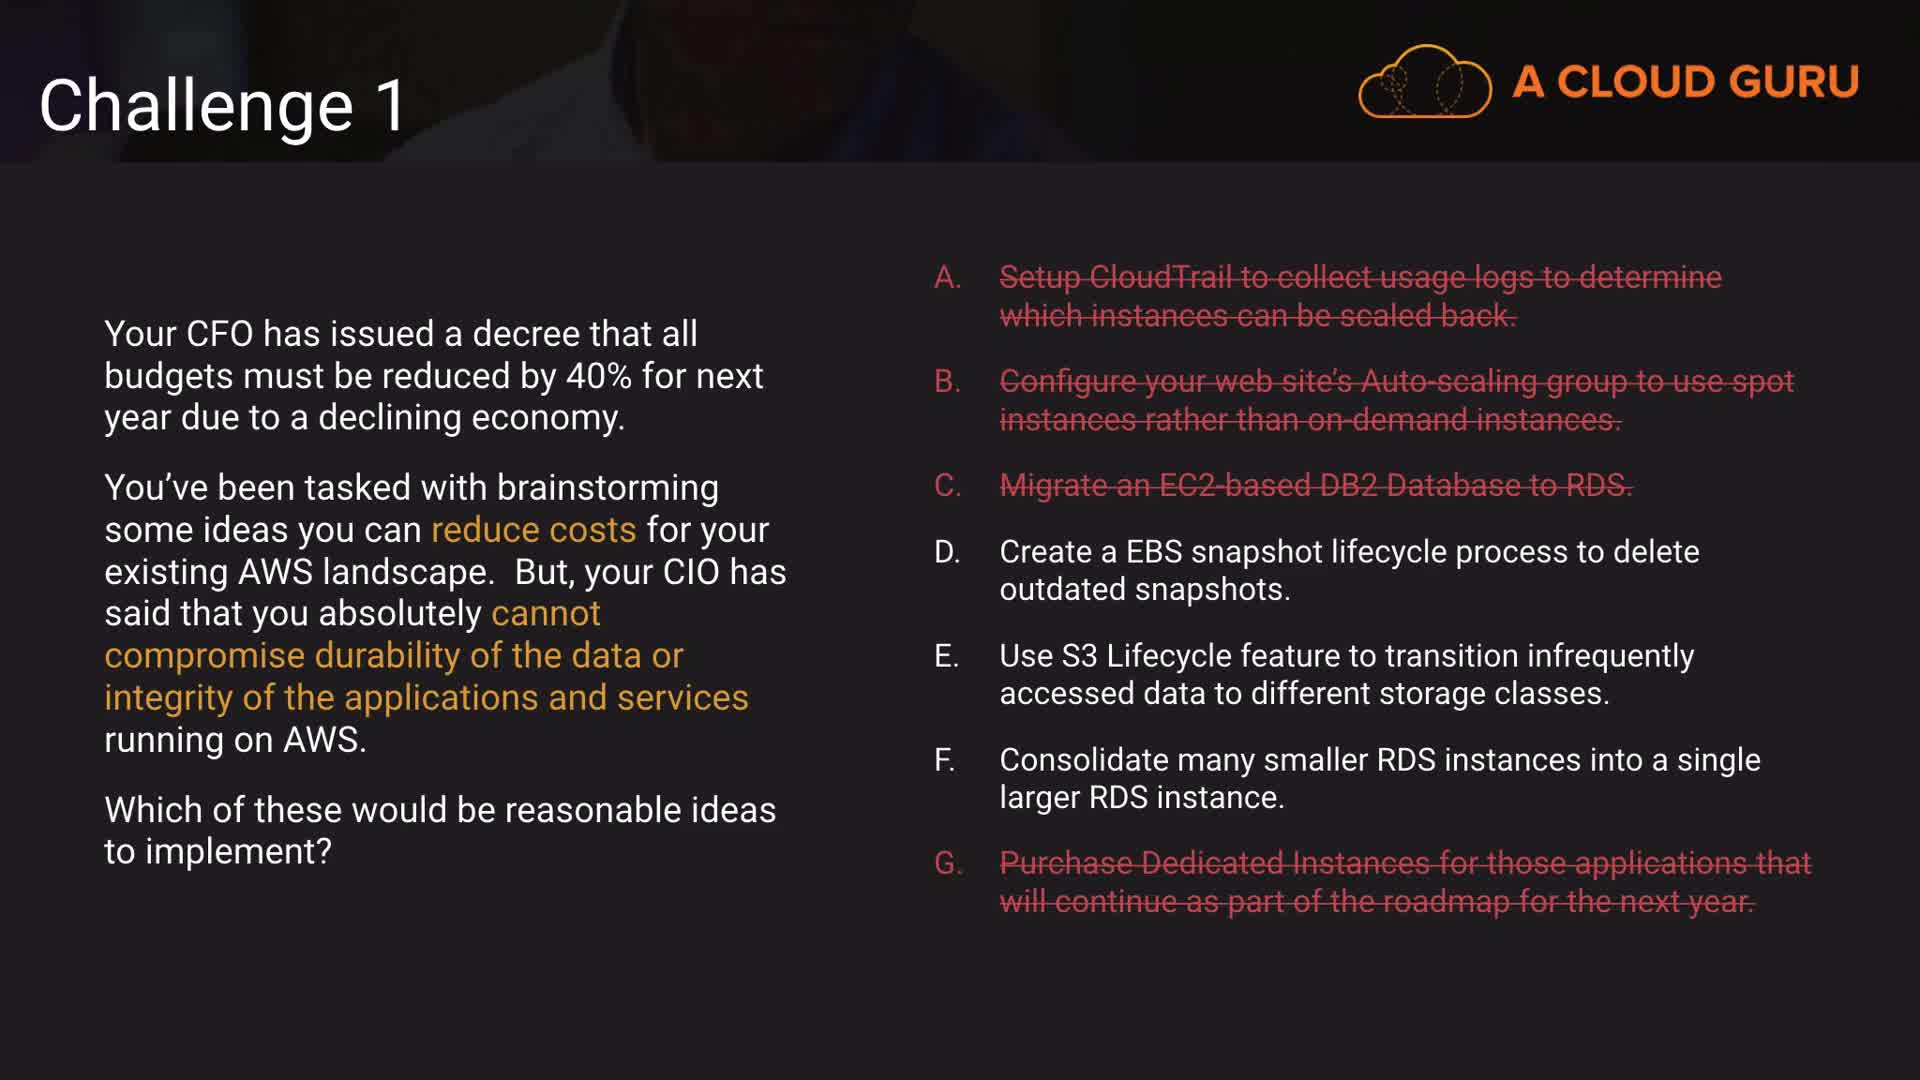 Challenge 1
A CLOUD GURU
Your CFO has issued a decree that all
budgets must be reduced by 40% for next
year due to a declining economy.
You’ve been tasked with brainstorming
some ideas you can reduce costs for your
existing AWS landscape.  But, your CIO has
said that you absolutely cannot
compromise durability of the data or
integrity of the applications and services
running on AWS.
Which of these would be reasonable ideas
to implement?
A. Setup CloudTrail to collect usage logs to determine
which instances can be scaled back.
B. Configure your web site’s Auto-scaling group to use spot
instances rather than on-demand instances.
C. Migrate an EC2-based DB2 Database to RDS.
D. Create a EBS snapshot lifecycle process to delete
outdated snapshots.
E. Use S3 Lifecycle feature to transition infrequently
accessed data to different storage classes.
F. Consolidate many smaller RDS instances into a single
larger RDS instance.
G. Purchase Dedicated Instances for those applications that
will continue as part of the roadmap for the next year.